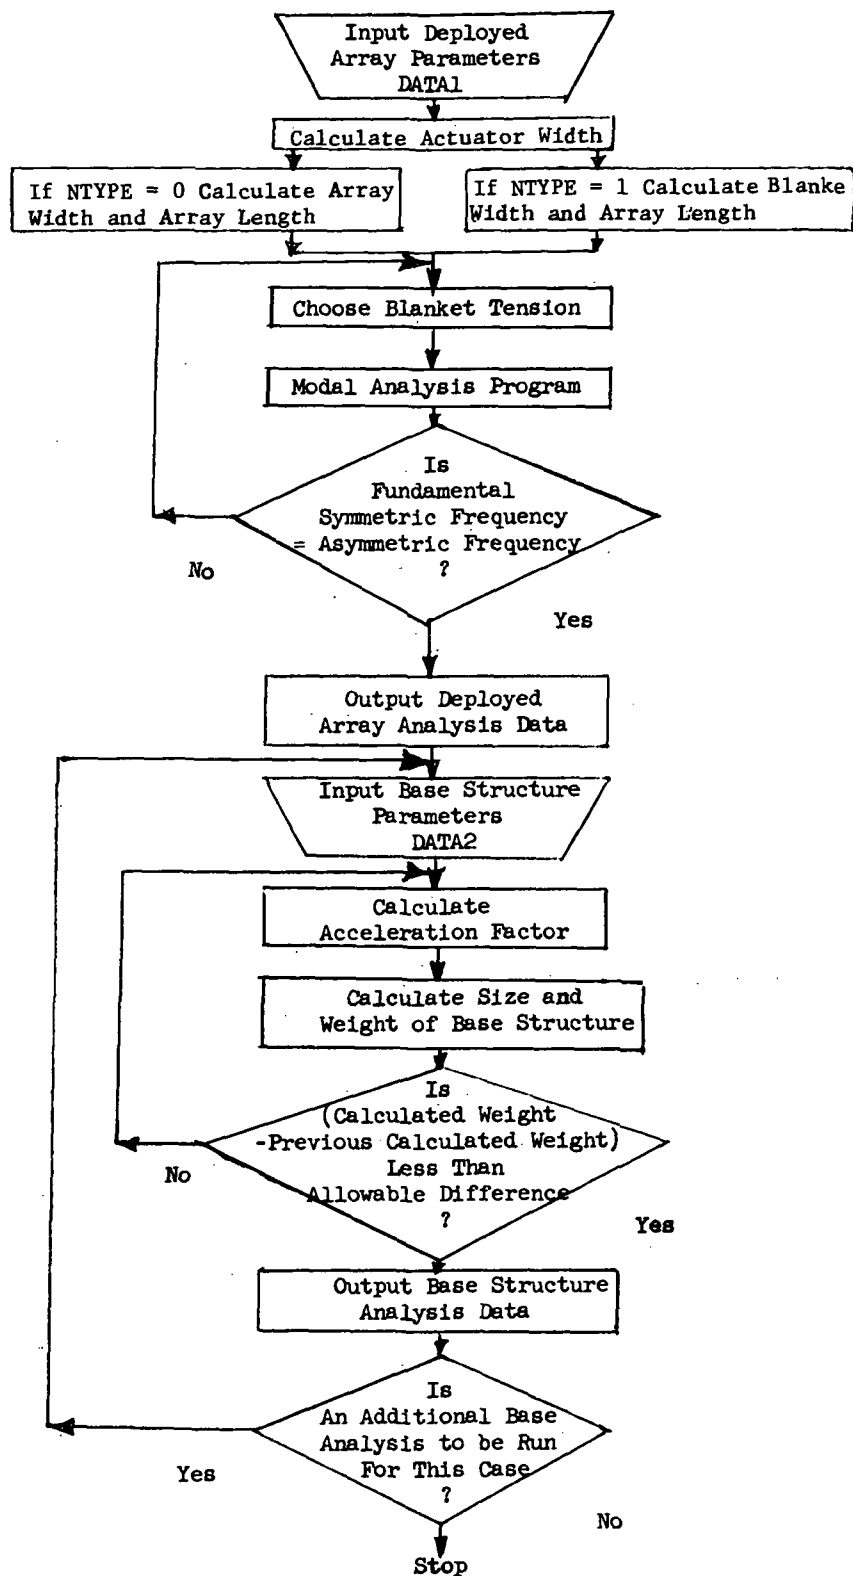 Input Deployed
Array Parameters
DATA1
Calculate Actuator Width
If NTYPE = 0 Calculate Array
Width and Array Length
If NTYPE = 1 Calculate Blanke
Width and Array Length
Choose Blanket Tension
Modal Analysis Program
Is
Fundamental
Symmetric Frequency
= Asymmetric Frequency
?
No
Yes
Output Deployed
Array Analysis Data
Input Base Structure
Parameters
DATA2
Calculate
Acceleration Factor
Calculate Size and
Weight of Base Structure
Is
(Calculated Weight
-Previous Calculated Weight)
Less Than
Allowable Difference
?
No
Yes
Output Base Structure
Analysis Data
Is
An Additional Base
Analysis to be Run
For This Case
?
Yes
No
Stop